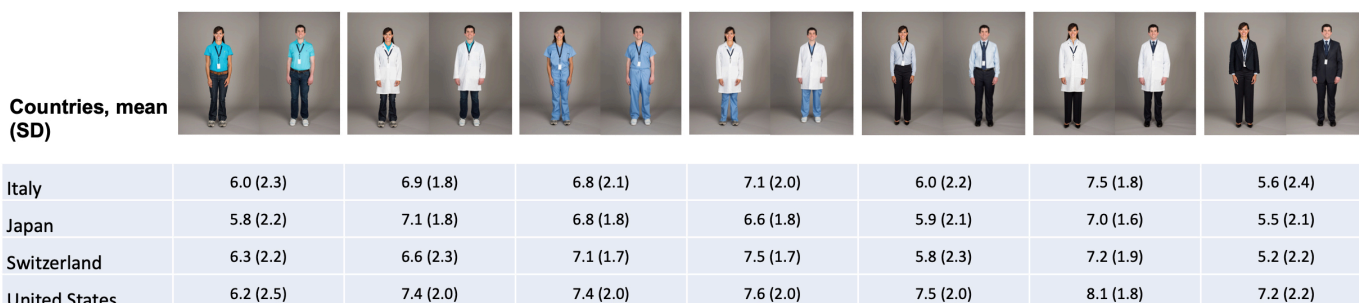 Countries, mean
(SD)
Italy 6.0 (2.3) 6.9 (1.8) 6.8 (2.1) 7.1 (2.0) 6.0 (2.2) 7.5 (1.8) 5.6 (2.4)
Japan 5.8 (2.2) 7.1 (1.8) 6.8 (1.8) 6.6 (1.8) 5.9 (2.1) 7.0 (1.6) 5.5 (2.1)
Switzerland 6.3 (2.2) 6.6 (2.3) 7.1 (1.7) 7.5 (1.7) 5.8 (2.3) 7.2 (1.9) 5.2 (2.2)
United States 6.2 (2.5) 7.4 (2.0) 7.4 (2.0) 7.6 (2.0) 7.5 (2.0) 8.1 (1.8) 7.2 (2.2)